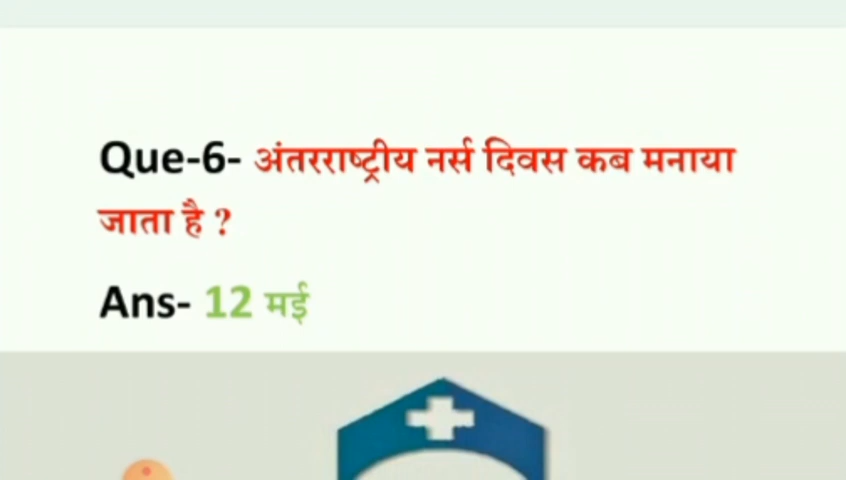 Que-6- अंतरराष्ट्रीय नर्स दिवस कब मनाया
जाता है ?
Ans- 12 मई